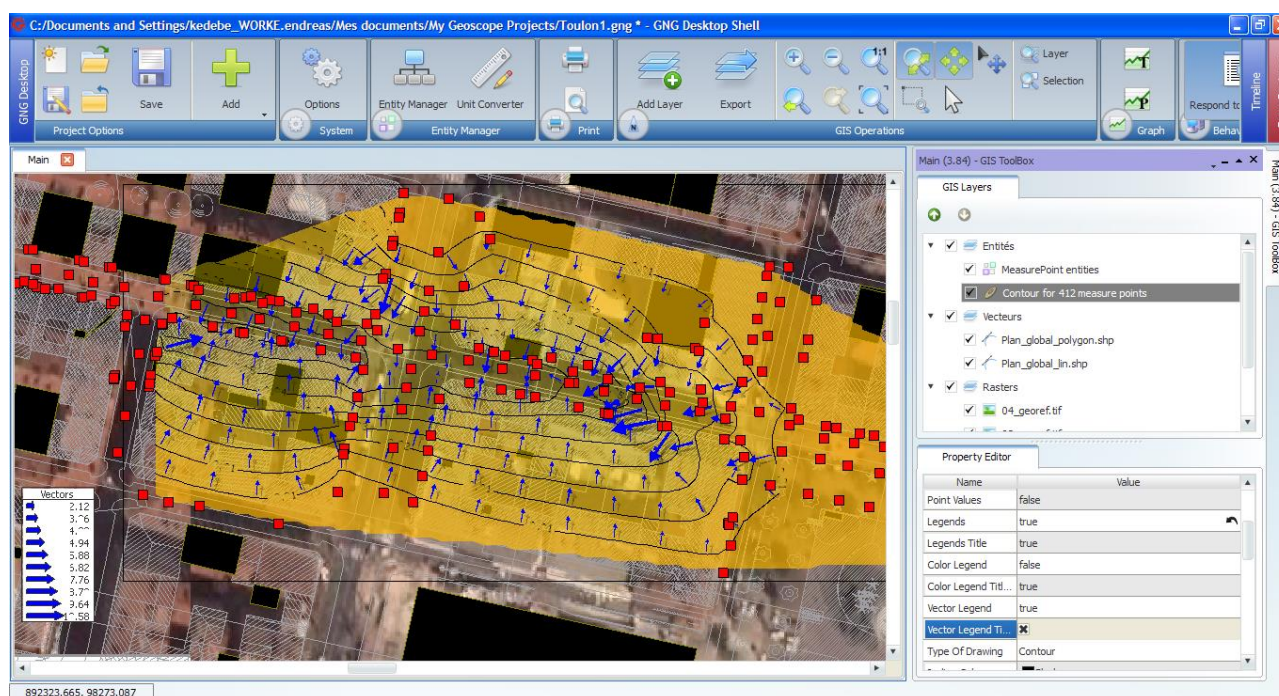 C:/Documents and Settings/kedebe_WORKE.endreas/Mes documents/My Geoscope Projects/Toulon1.gng * - GNG Desktop Shell
GNG Desktop
Save
Add
Options
Entity Manager
Unit Converter
Add Layer
Export
1:1
Layer
Selection
T
P
Respond to
Timeline
Project Options
System
Entity Manager
Print
GIS Operations
Graph
Behav
Main
Main (3.84) - GIS ToolBox
Main (3.84) - GIS ToolBox
GIS Layers
Entités
MeasurePoint entities
Contour for 412 measure points
Vecteurs
Plan_global_polygon.shp
Plan_global_lin.shp
Rasters
04_georef.tif
Property Editor
Name Value
Point Values false
Legends true
Legends Title true
Color Legend false
Color Legend Titl... true
Vector Legend true
Vector Legend Ti...
Type Of Drawing Contour
Vectors
2.12
4.94
5.88
6.82
7.76
9.64
892323.665, 98273.087